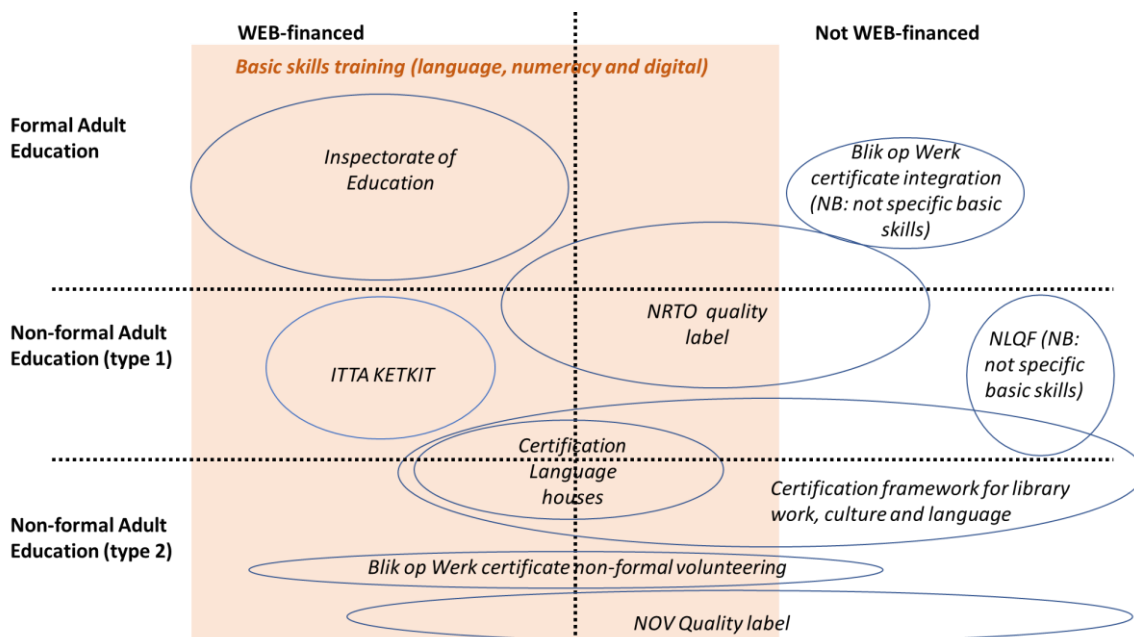 WEB-financed
Not WEB-financed
Basic skills training (language, numeracy and digital)
Formal Adult
Education
Inspectorate of
Education
Blik op Werk
certificate integration
(NB: not specific basic
skills)
Non-formal Adult
Education (type 1)
ITTA KETKIT
NRTO quality
label
NLQF (NB:
not specific
basic skills)
Certification
Language
houses
Certification framework for library
work, culture and language
Non-formal Adult
Education (type 2)
Blik op Werk certificate non-formal volunteering
NOV Quality label